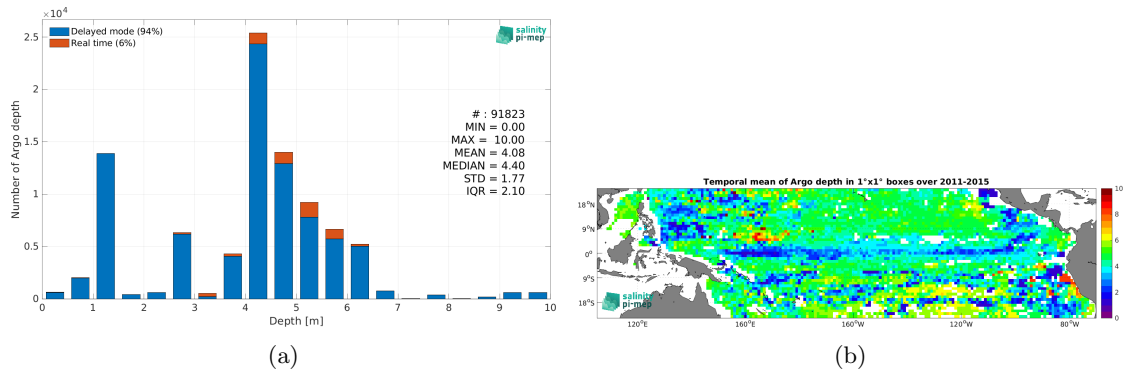 ×10⁴
Delayed mode (94%)
Real time (6%)
salinity
pi-mep
2.5
2
1.5
1
0.5
0
Number of Argo depth
# : 91823
MIN = 0.00
MAX = 10.00
MEAN = 4.08
MEDIAN = 4.40
STD = 1.77
IQR = 2.10
0 1 2 3 4 5 6 7 8 9 10
Depth [m]
(a)
Temporal mean of Argo depth in 1°x1° boxes over 2011-2015
18°N
9°N
0°
9°S
18°S
salinity
pi-mep
120°E 160°E 160°W 120°W 80°W
10
8
6
4
2
0
(b)